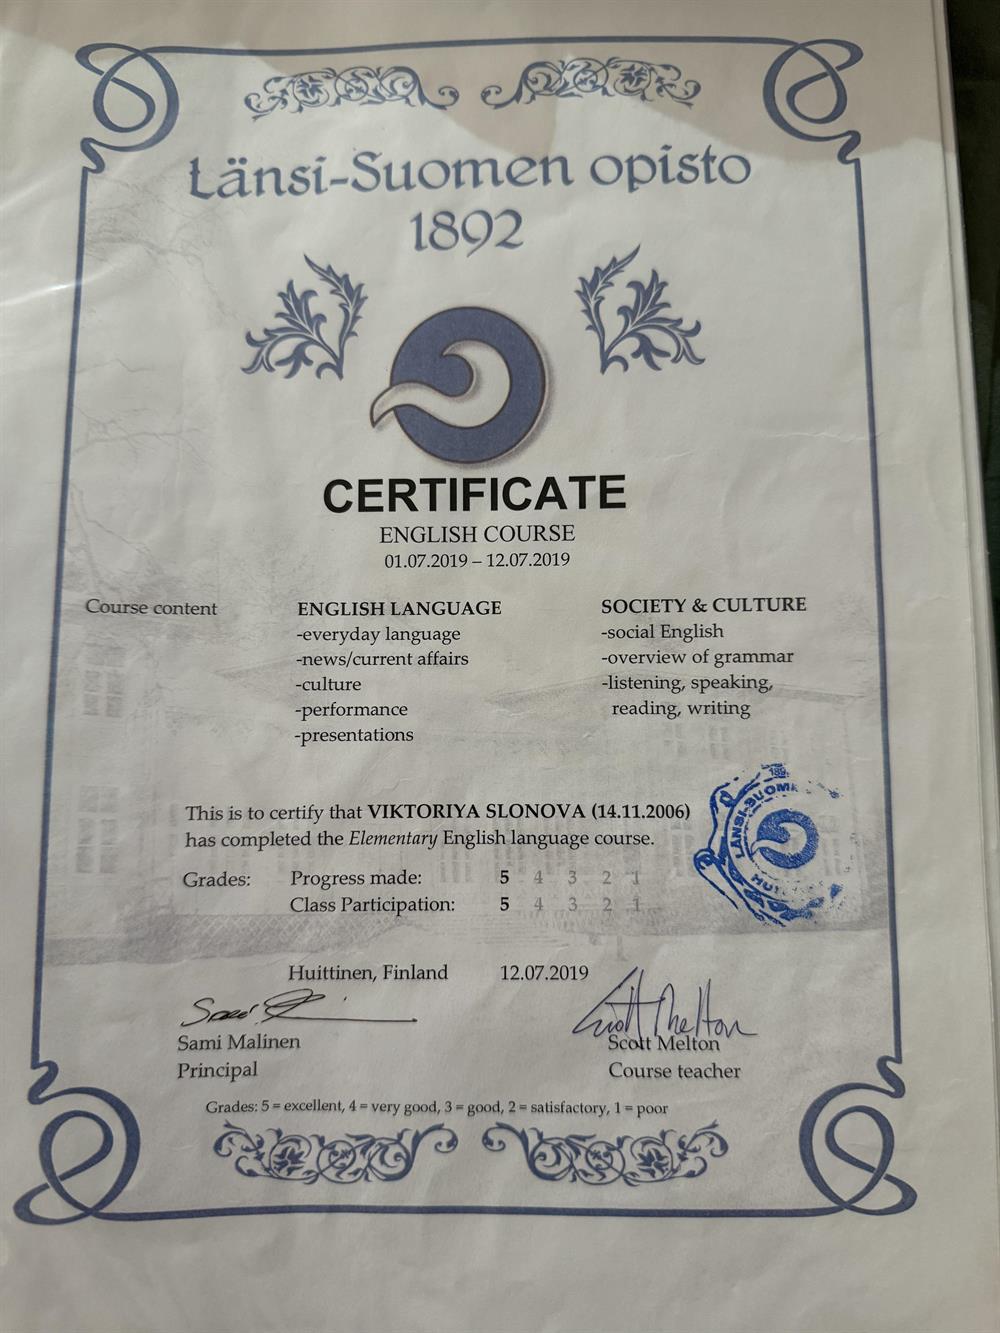 Länsi-Suomen opisto
1892
CERTIFICATE
ENGLISH COURSE
01.07.2019 – 12.07.2019
Course content
ENGLISH LANGUAGE
-everyday language
-news/current affairs
-culture
-performance
-presentations
SOCIETY & CULTURE
-social English
-overview of grammar
-listening, speaking,
reading, writing
This is to certify that VIKTORIYA SLONOVA (14.11.2006)
has completed the Elementary English language course.
Grades: Progress made: 5 4 3 2 1
Class Participation: 5 4 3 2 1
LÄNSI-SUOM
Huittinen, Finland 12.07.2019
Scott Melton
Sami Malinen
Principal
Scott Melton
Course teacher
Grades: 5 = excellent, 4 = very good, 3 = good, 2 = satisfactory, 1 = poor